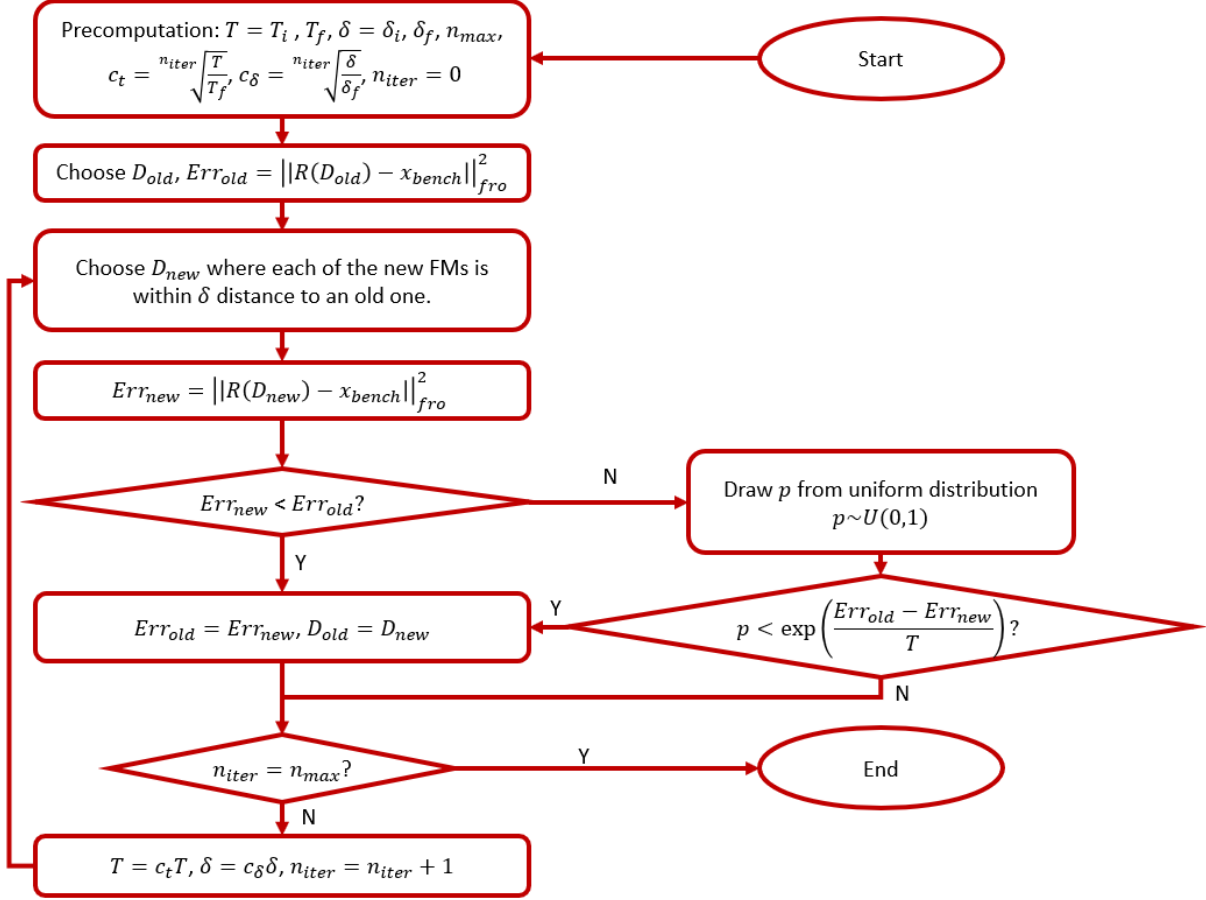 Start
Precomputation: T = T_i , T_f, δ = δ_i, δ_f, n_max,
c_t = \sqrt[n_iter]{T/T_f}, c_δ = \sqrt[n_iter]{δ/δ_f}, n_iter = 0
Choose D_old, Err_old = ||R(D_old) − x_bench||^2_fro
Choose D_new where each of the new FMs is
within δ distance to an old one.
Err_new = ||R(D_new) − x_bench||^2_fro
Err_new < Err_old?
N
Draw p from uniform distribution
p~U(0,1)
Y
Err_old = Err_new, D_old = D_new
Y
p < exp((Err_old − Err_new)/T) ?
N
n_iter = n_max?
Y
End
N
T = c_tT, δ = c_δδ, n_iter = n_iter + 1